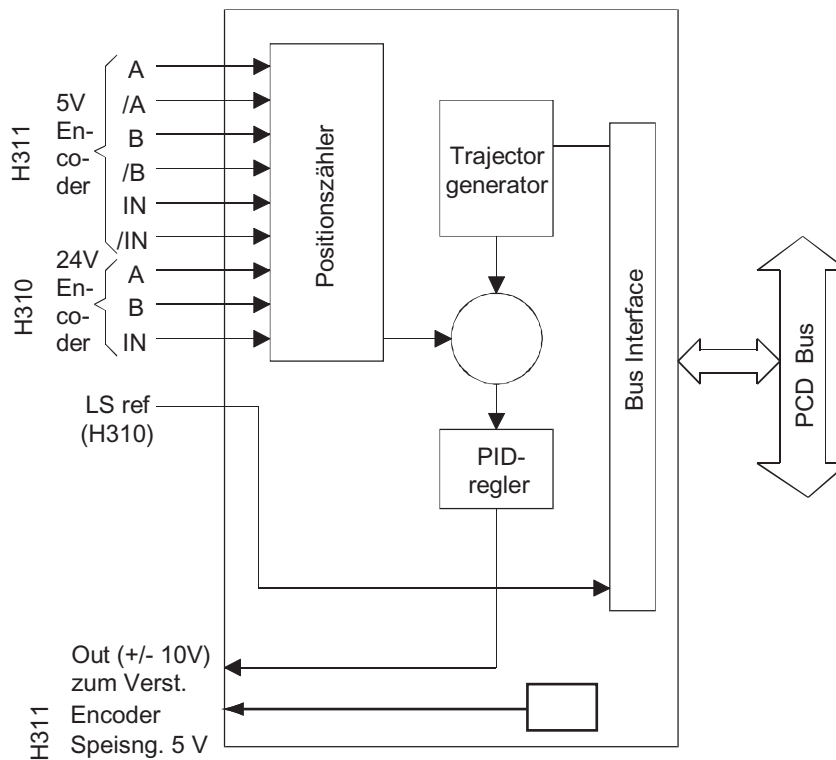 H311
5V
En-
co-
der
A
/A
B
/B
IN
/IN
H310
24V
En-
co-
der
A
B
IN
LS ref
(H310)
Positionszähler
Trajector
generator
PID-
regler
Bus Interface
PCD Bus
Out (+/- 10V)
zum Verst.
H311
Encoder
Speisng. 5 V